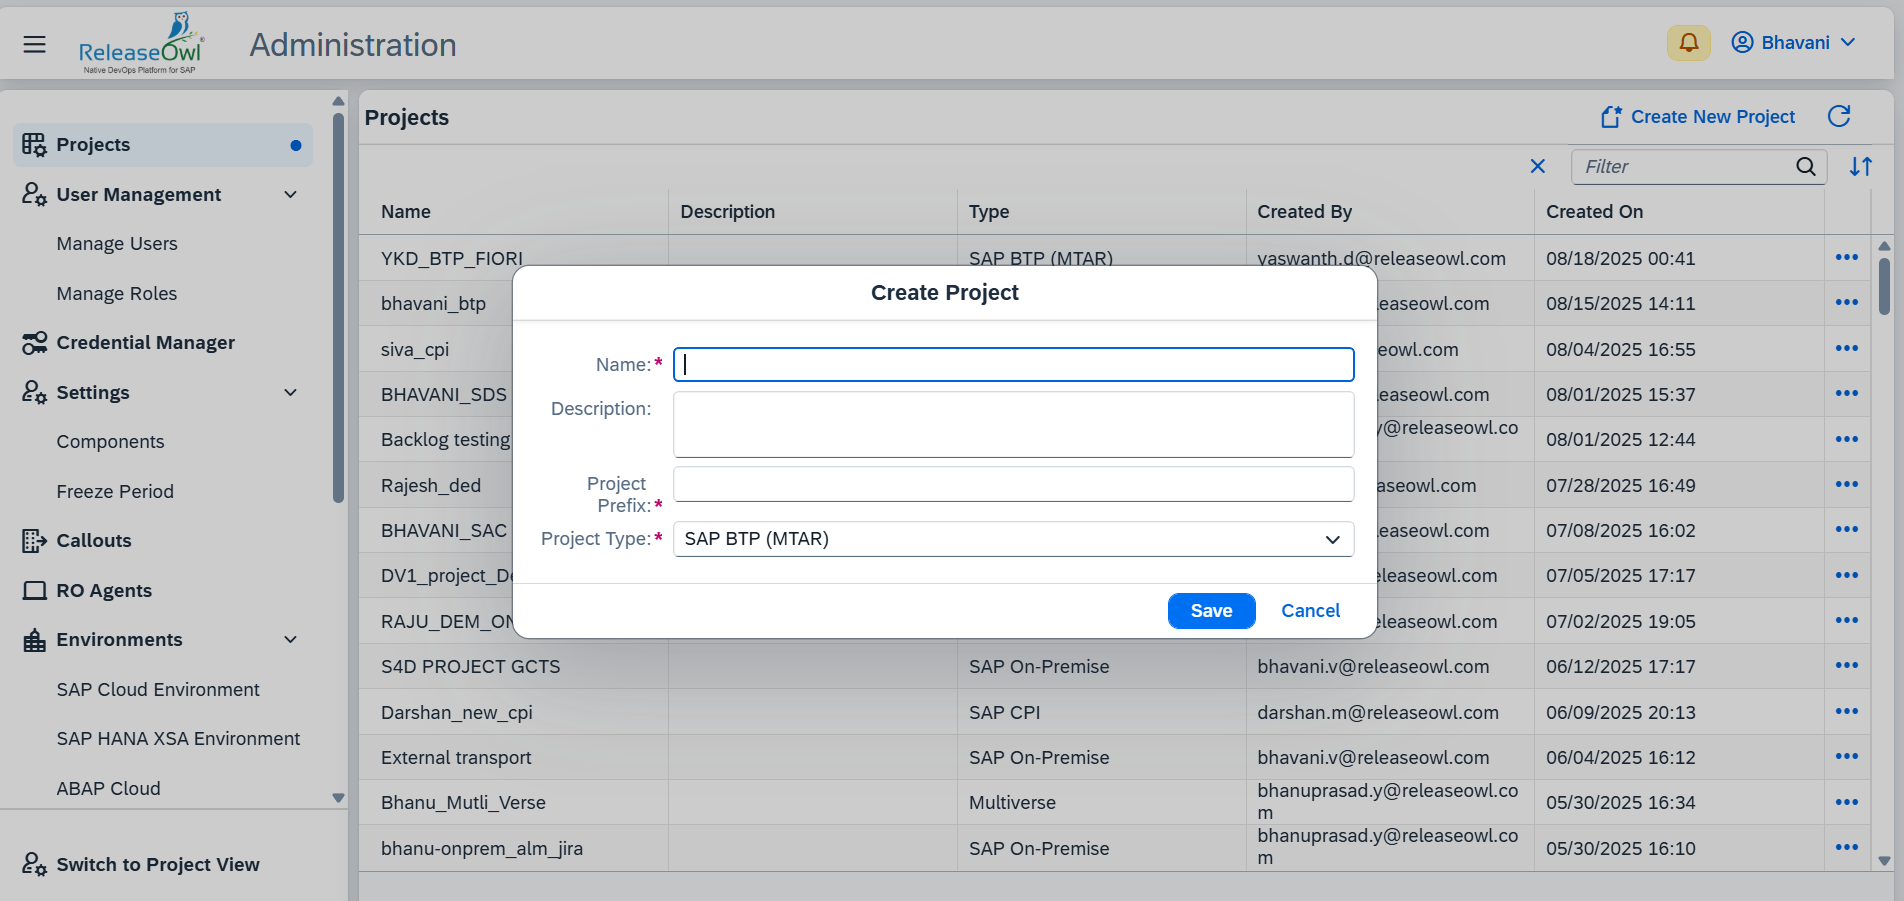 ReleaseOwl®
Native DevOps Platform for SAP
Administration
Bhavani
Projects
User Management
Manage Users
Manage Roles
Credential Manager
Settings
Components
Freeze Period
Callouts
RO Agents
Environments
SAP Cloud Environment
SAP HANA XSA Environment
ABAP Cloud
Switch to Project View
Projects
Create New Project
Filter
Name Description Type Created By Created On
YKD_BTP_FIORI SAP BTP (MTAR) yaswanth.d@releaseowl.com 08/18/2025 00:41
bhavani_btp leaseowl.com 08/15/2025 14:11
siva_cpi eowl.com 08/04/2025 16:55
BHAVANI_SDS leaseowl.com 08/01/2025 15:37
Backlog testing y@releaseowl.co 08/01/2025 12:44
Rajesh_ded aseowl.com 07/28/2025 16:49
BHAVANI_SAC leaseowl.com 07/08/2025 16:02
DV1_project_De eleaseowl.com 07/05/2025 17:17
RAJU_DEM_ON eleaseowl.com 07/02/2025 19:05
S4D PROJECT GCTS SAP On-Premise bhavani.v@releaseowl.com 06/12/2025 17:17
Darshan_new_cpi SAP CPI darshan.m@releaseowl.com 06/09/2025 20:13
External transport SAP On-Premise bhavani.v@releaseowl.com 06/04/2025 16:12
Bhanu_Mutli_Verse Multiverse bhanuprasad.y@releaseowl.co
m 05/30/2025 16:34
bhanu-onprem_alm_jira SAP On-Premise bhanuprasad.y@releaseowl.co
m 05/30/2025 16:10
Create Project
Name:*
Description:
Project
Prefix:*
Project Type:* SAP BTP (MTAR)
Save Cancel